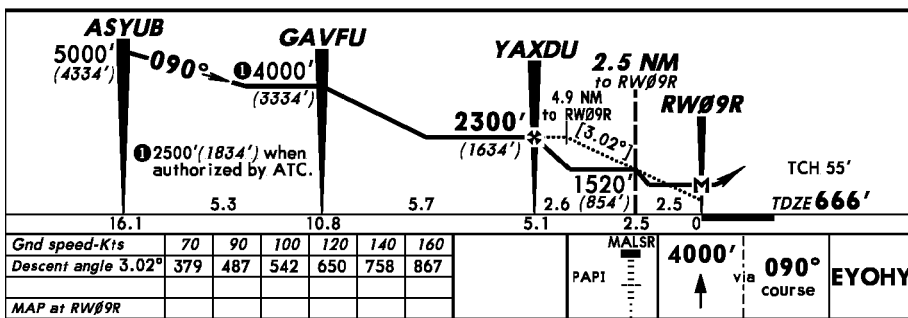 ASYUB
GAVFU
YAXDU
2.5 NM
to RWØ9R
RWØ9R
5000'
(4334')
090°
❶4000'
(3334')
4.9 NM
to RWØ9R
[3.02°]
2300'
(1634')
❶2500'(1834') when
authorized by ATC.
1520'
(854')
M
TCH 55'
TDZE 666'
5.3
5.7
2.6
2.5
16.1
10.8
5.1
2.5
0
Gnd speed-Kts 70 90 100 120 140 160
Descent angle 3.02° 379 487 542 650 758 867
MAP at RWØ9R
MALSR
PAPI
4000'
via
090°
course
EYOHY